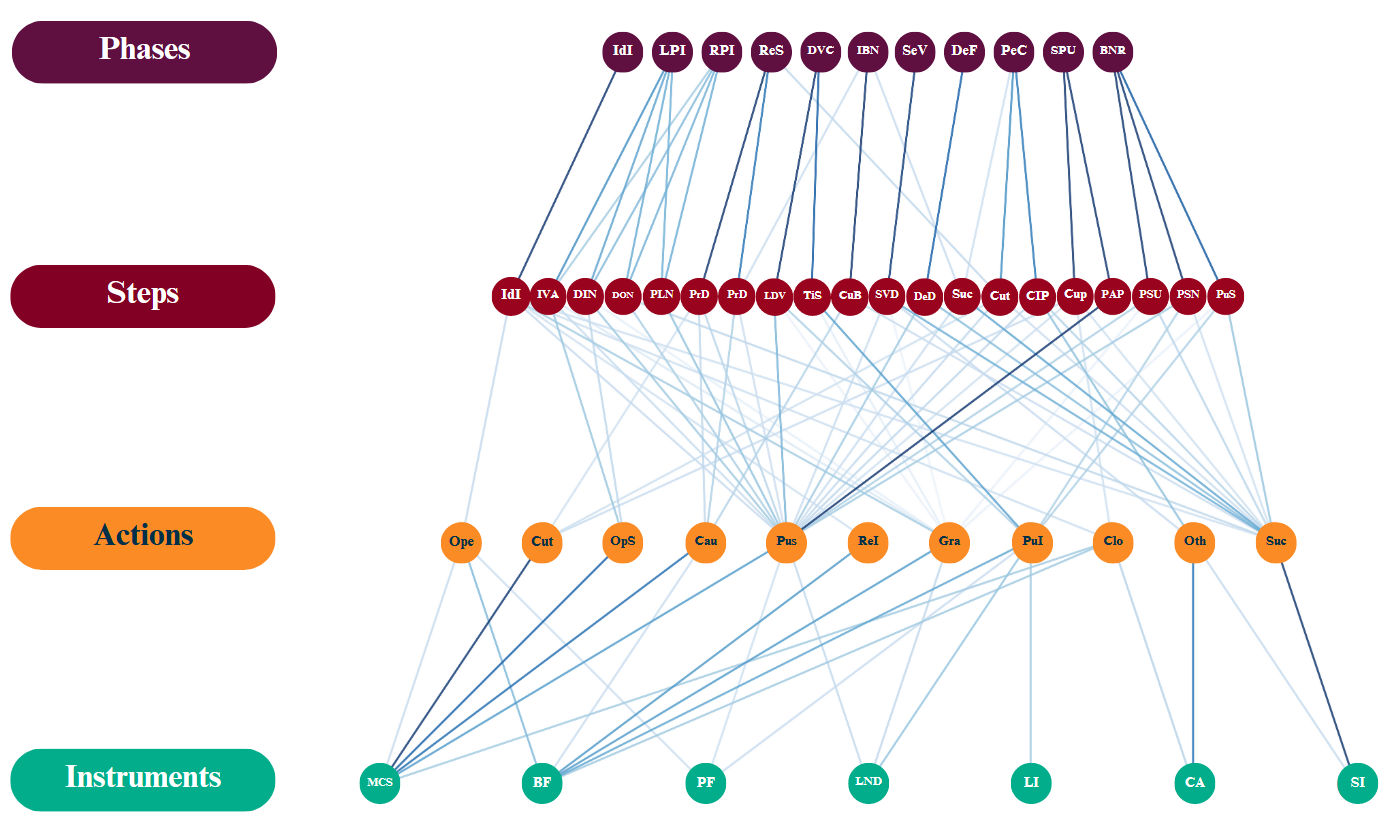 Phases
IdI LPI RPI ReS DVC IBN SeV DeF PeC SPU BNR
Steps
IdI IVA DIN DON PLN PrD PrD LDV TiS CuB SVD DeD Suc Cut CIP Cup PAP PSU PSN PuS
Actions
Ope Cut OpS Cau Pus ReI Gra PuI Clo Oth Suc
Instruments
MCS BF PF LND LI CA SI